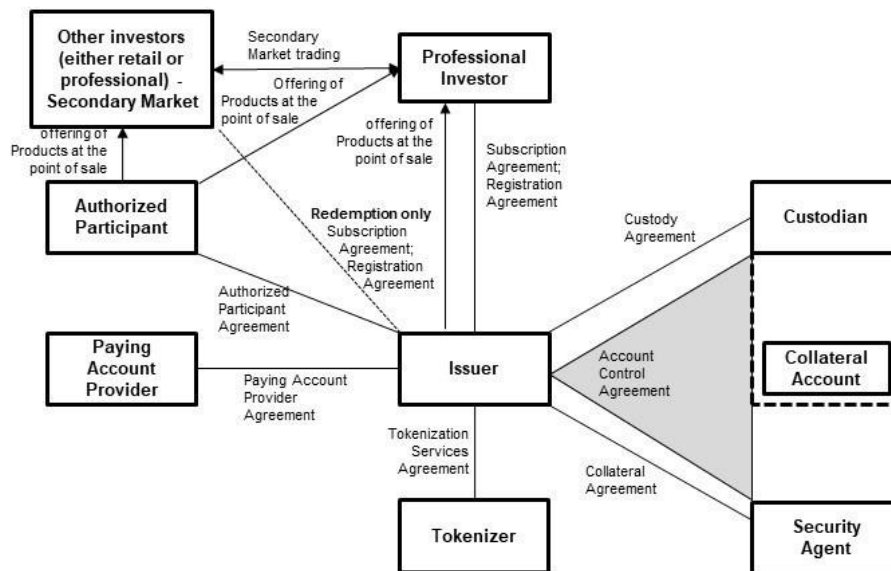 Other investors
(either retail or
professional) -
Secondary Market
Secondary
Market trading
Professional
Investor
Offering of
Products at the
point of sale
offering of
Products at the
point of sale
offering of
Products at the
point of sale
Subscription
Agreement;
Registration
Agreement
Authorized
Participant
Redemption only
Subscription
Agreement;
Registration
Agreement
Custody
Agreement
Custodian
Authorized
Participant
Agreement
Paying
Account
Provider
Paying Account
Provider
Agreement
Issuer
Account
Control
Agreement
Collateral
Account
Tokenization
Services
Agreement
Collateral
Agreement
Tokenizer
Security
Agent